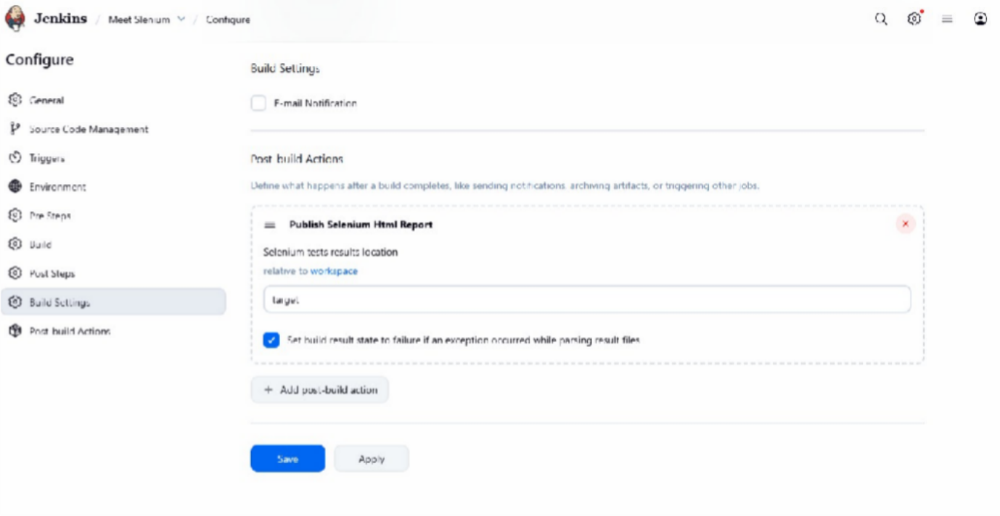 Jenkins / Meet Slenium / Configure
Configure
General
Source Code Management
Triggers
Environment
Pre Steps
Build
Post Steps
Build Settings
Post-build Actions
Build Settings
E-mail Notification
Post-build Actions
Define what happens after a build completes, like sending notifications, archiving artifacts, or triggering other jobs.
Publish Selenium Html Report
Selenium tests results location
relative to workspace
target
Set build result state to failure if an exception occurred while parsing result files
+ Add post-build action
Save
Apply